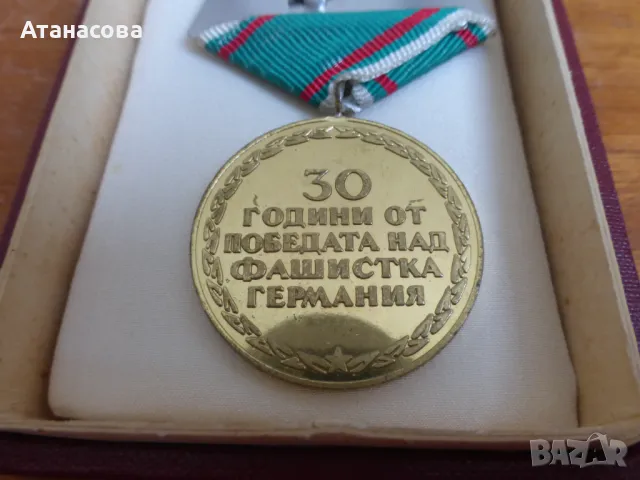 Атанасова
30
ГОДИНИ ОТ
ПОБЕДАТА НАД
ФАШИСТКА
ГЕРМАНИЯ
BAZAR